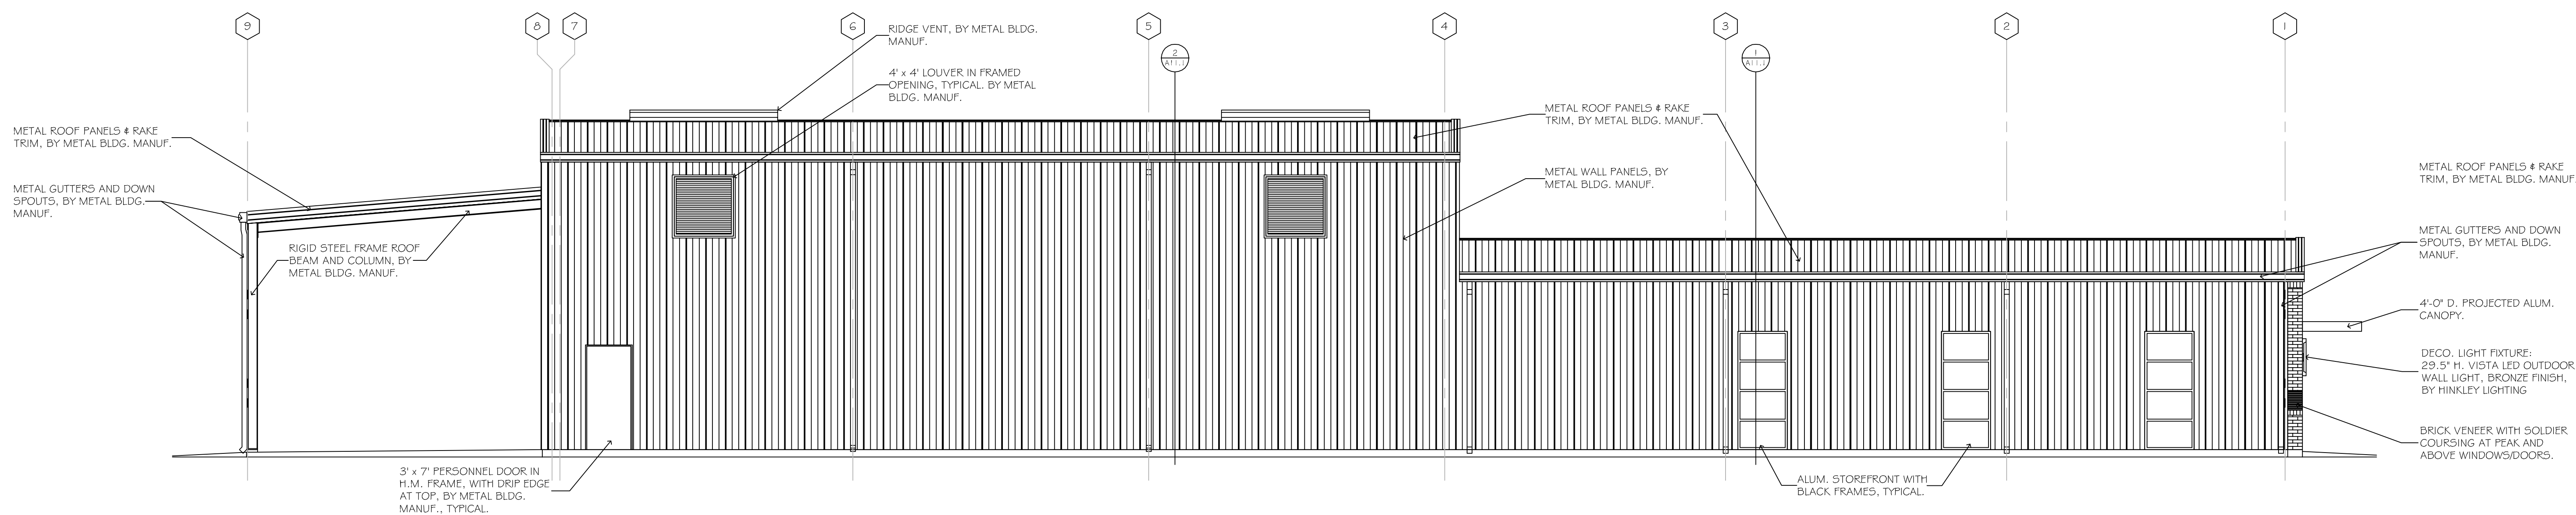 9
8
7
6
5
4
3
2
1
2
A11.1
1
A11.1
RIDGE VENT, BY METAL BLDG.
MANUF.
4' x 4' LOUVER IN FRAMED
OPENING, TYPICAL. BY METAL
BLDG. MANUF.
METAL ROOF PANELS & RAKE
TRIM, BY METAL BLDG. MANUF.
METAL GUTTERS AND DOWN
SPOUTS, BY METAL BLDG.
MANUF.
RIGID STEEL FRAME ROOF
BEAM AND COLUMN, BY
METAL BLDG. MANUF.
3' x 7' PERSONNEL DOOR IN
H.M. FRAME, WITH DRIP EDGE
AT TOP, BY METAL BLDG.
MANUF., TYPICAL.
METAL ROOF PANELS & RAKE
TRIM, BY METAL BLDG. MANUF.
METAL WALL PANELS, BY
METAL BLDG. MANUF.
ALUM. STOREFRONT WITH
BLACK FRAMES, TYPICAL.
METAL ROOF PANELS & RAKE
TRIM, BY METAL BLDG. MANUF
METAL GUTTERS AND DOWN
SPOUTS, BY METAL BLDG.
MANUF.
4'-0" D. PROJECTED ALUM.
CANOPY.
DECO. LIGHT FIXTURE:
29.5" H. VISTA LED OUTDOOR
WALL LIGHT, BRONZE FINISH,
BY HINKLEY LIGHTING
BRICK VENEER WITH SOLDIER
COURSING AT PEAK AND
ABOVE WINDOWS/DOORS.